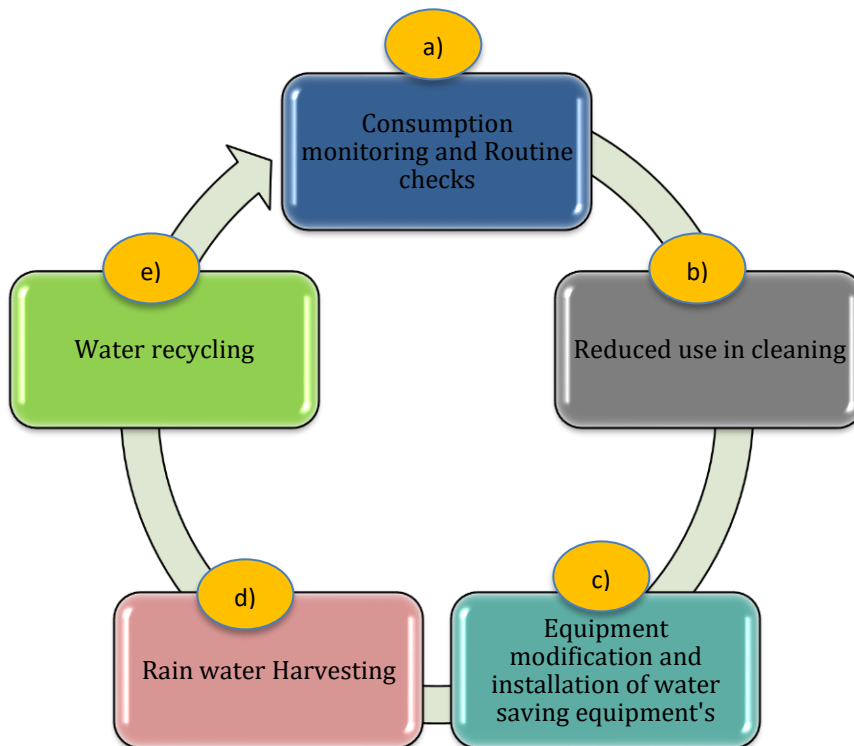 a)
Consumption
monitoring and Routine
checks
b)
Reduced use in cleaning
c)
Equipment
modification and
installation of water
saving equipment's
d)
Rain water Harvesting
e)
Water recycling